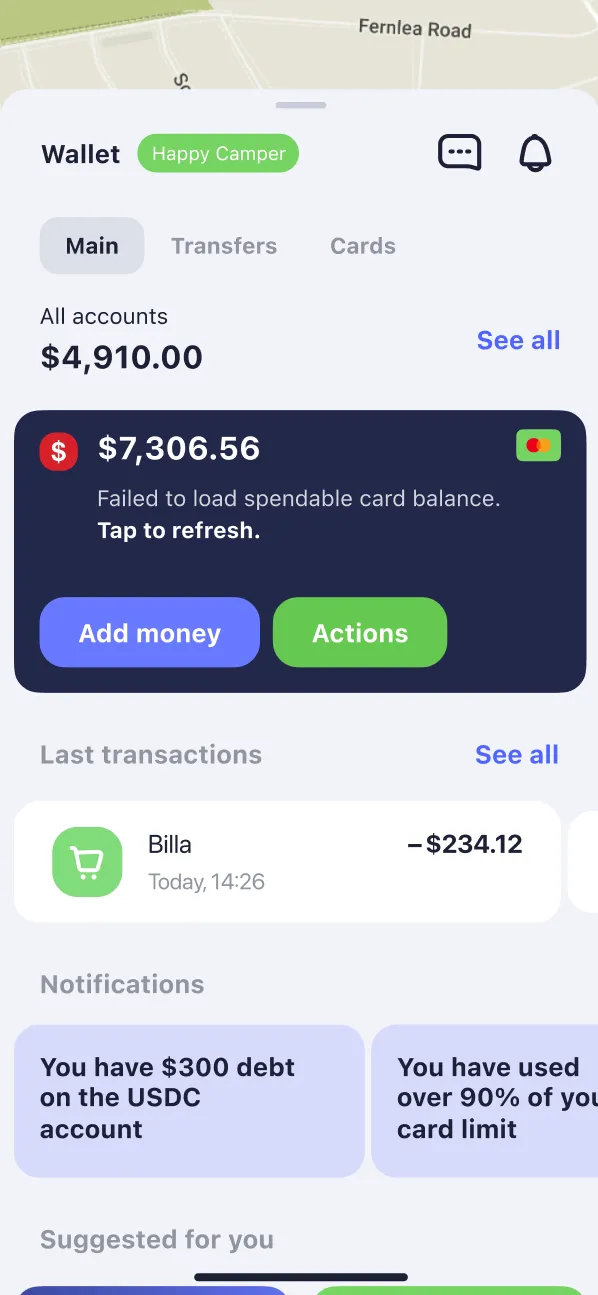 Fernlea Road
Wallet
Happy Camper
Main
Transfers
Cards
All accounts
$4,910.00
See all
$
$7,306.56
Failed to load spendable card balance.
Tap to refresh.
Add money
Actions
Last transactions
See all
Billa
–$234.12
Today, 14:26
Notifications
You have $300 debt
on the USDC
account
You have used
over 90% of you
card limit
Suggested for you